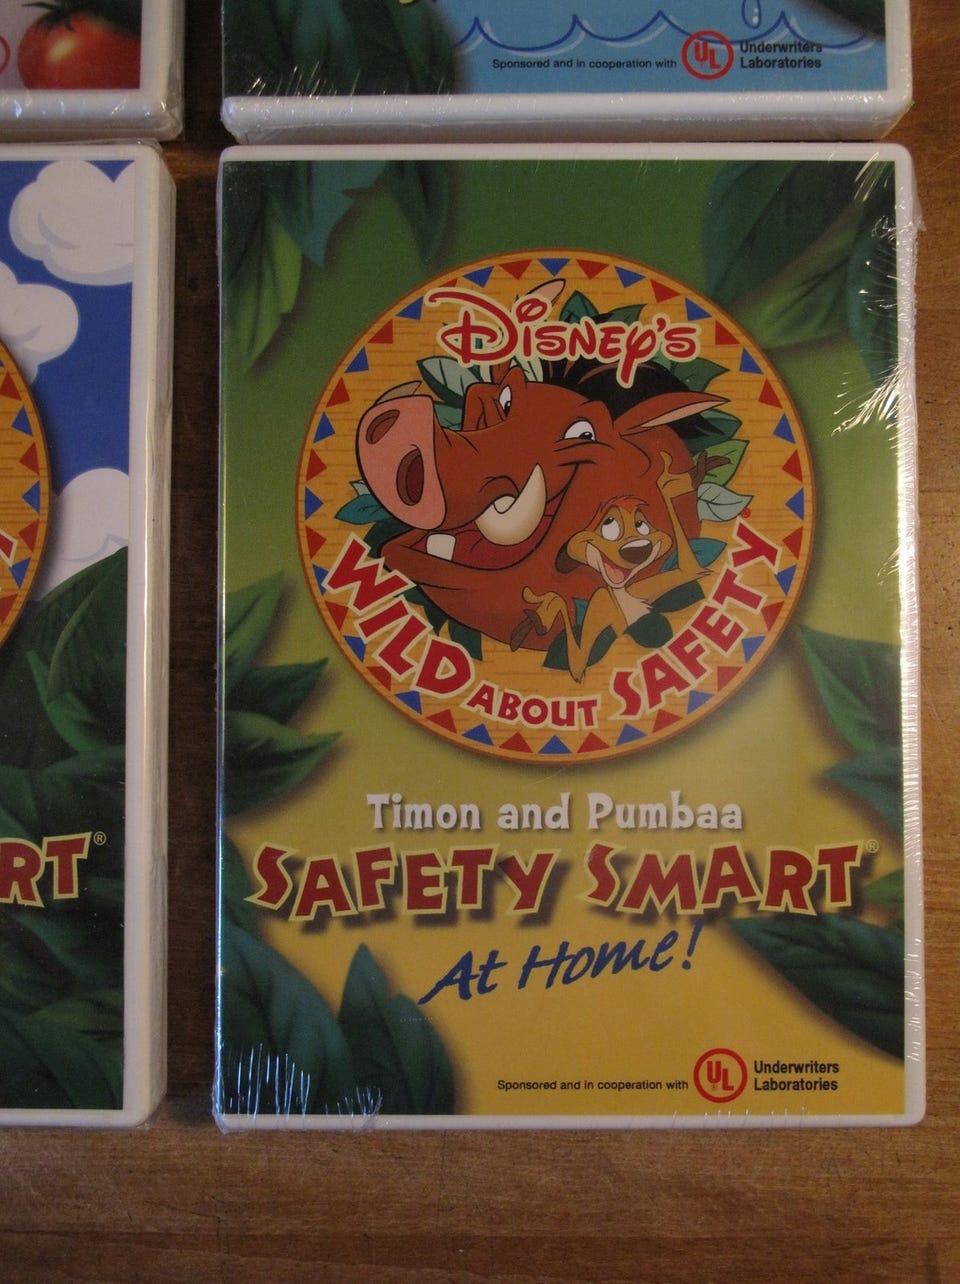 Sponsored and in cooperation with UL Underwriters
Laboratories
DISNEY'S
WILD ABOUT SAFETY®
Timon and Pumbaa
SAFETY SMART®
At Home!
ART®
Sponsored and in cooperation with UL Underwriters
Laboratories